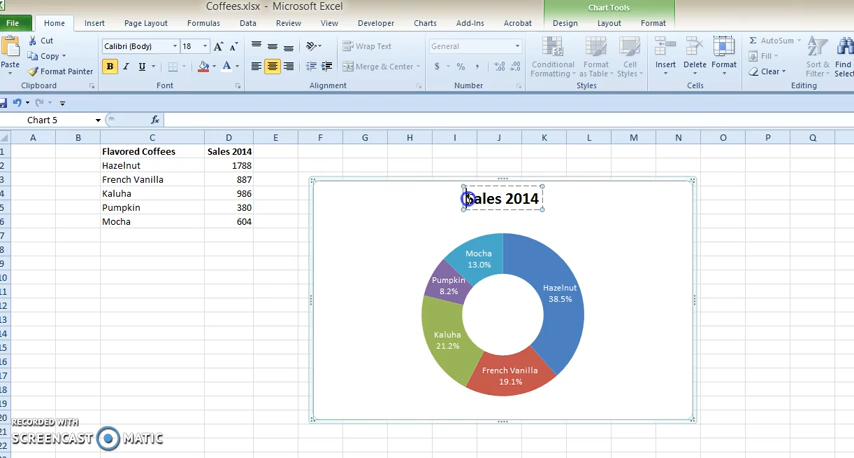 Coffees.xlsx - Microsoft Excel
Chart Tools
File Home Insert Page Layout Formulas Data Review View Developer Charts Add-Ins Acrobat Design Layout Format
Paste
Cut
Copy
Format Painter
Clipboard
Calibri (Body) 18
B I U
Font
Wrap Text
Merge & Center
Alignment
General
$ % ,
Number
Conditional Formatting
Format as Table
Cell Styles
Styles
Insert Delete Format
Cells
AutoSum
Fill
Clear
Sort & Filter
Find
Editing
Chart 5 fx
A B C D E F G H I J K L M N O P Q
1 Flavored Coffees Sales 2014
2 Hazelnut 1788
3 French Vanilla 887
4 Kaluha 986
5 Pumpkin 380
6 Mocha 604
7
8
9
10
11
12
13
14
15
16
17
18
19
20
21
22
Sales 2014
Mocha
13.0%
Hazelnut
38.5%
Pumpkin
8.2%
Kaluha
21.2%
French Vanilla
19.1%
RECORDED WITH
SCREENCAST MATIC